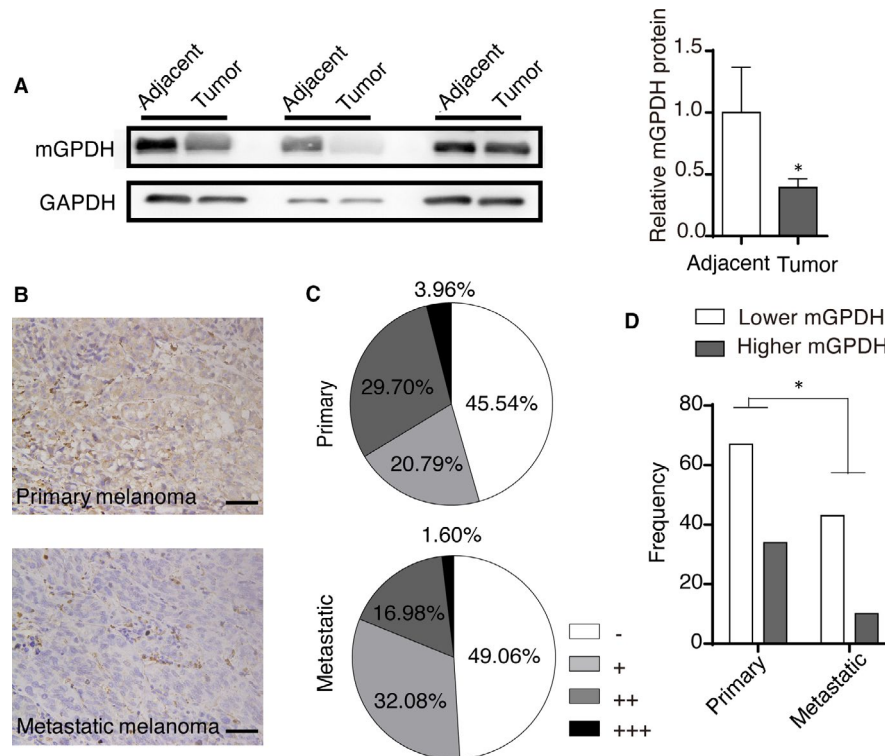 A
Adjacent
Tumor
Adjacent
Tumor
Adjacent
Tumor
mGPDH
GAPDH
Relative mGPDH protein
1.5
1.0
0.5
0.0
*
Adjacent Tumor
B
Primary melanoma
Metastatic melanoma
C
Primary
3.96%
29.70%
45.54%
20.79%
Metastatic
1.60%
16.98%
49.06%
32.08%
-
+
++
+++
D
Lower mGPDH
Higher mGPDH
*
Frequency
80
60
40
20
0
Primary
Metastatic